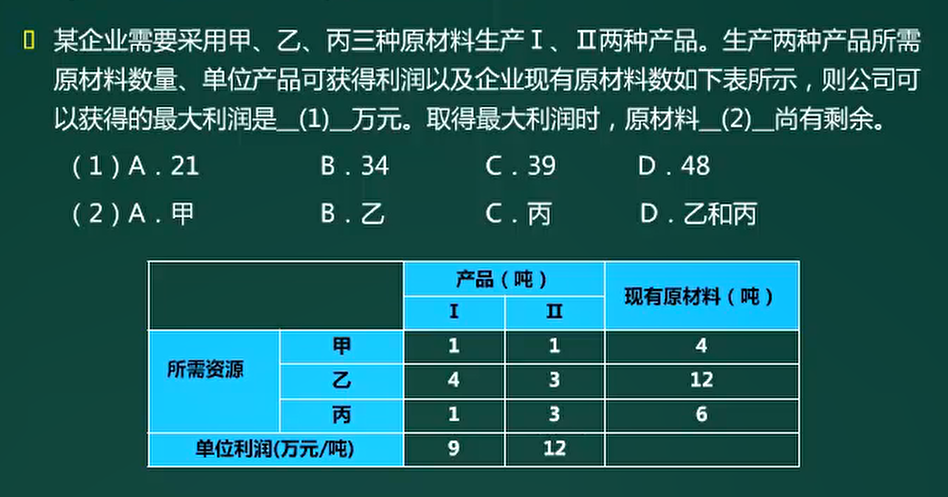 某企业需要采用甲、乙、丙三种原材料生产Ⅰ、Ⅱ两种产品。生产两种产品所需
原材料数量、单位产品可获得利润以及企业现有原材料数如下表所示，则公司可
以获得的最大利润是__(1)__万元。取得最大利润时，原材料__(2)__尚有剩余。
（1）A．21 B．34 C．39 D．48
（2）A．甲 B．乙 C．丙 D．乙和丙
产品（吨） 现有原材料（吨）
Ⅰ Ⅱ
所需资源 甲 1 1 4
乙 4 3 12
丙 1 3 6
单位利润(万元/吨) 9 12